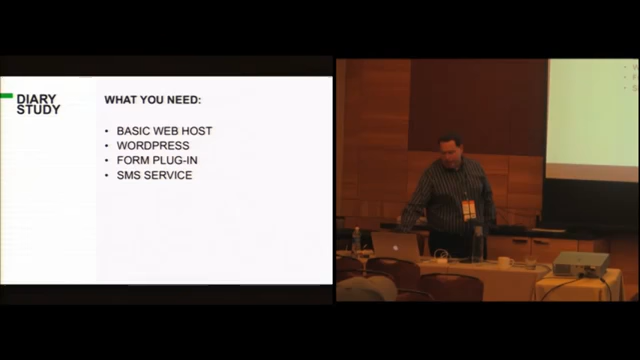 DIARY
STUDY
WHAT YOU NEED:
• BASIC WEB HOST
• WORDPRESS
• FORM PLUG-IN
• SMS SERVICE